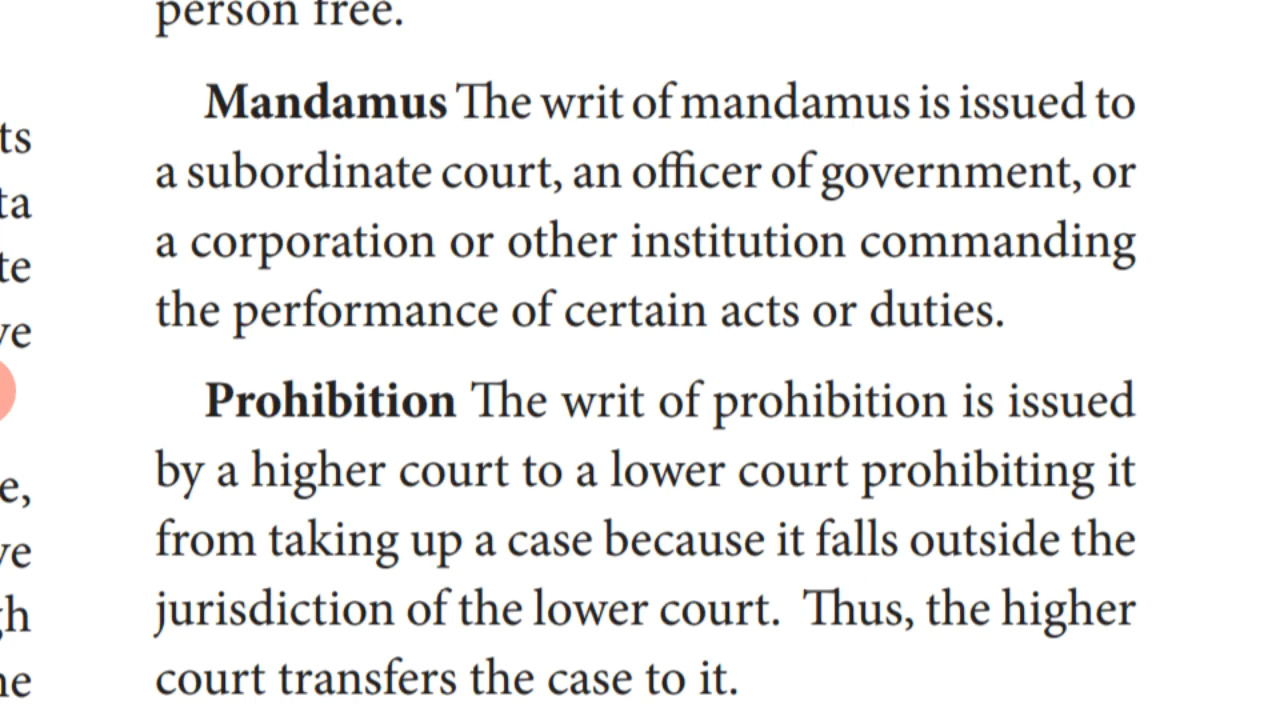 person free.
Mandamus The writ of mandamus is issued to
a subordinate court, an officer of government, or
a corporation or other institution commanding
the performance of certain acts or duties.
Prohibition The writ of prohibition is issued
by a higher court to a lower court prohibiting it
from taking up a case because it falls outside the
jurisdiction of the lower court. Thus, the higher
court transfers the case to it.